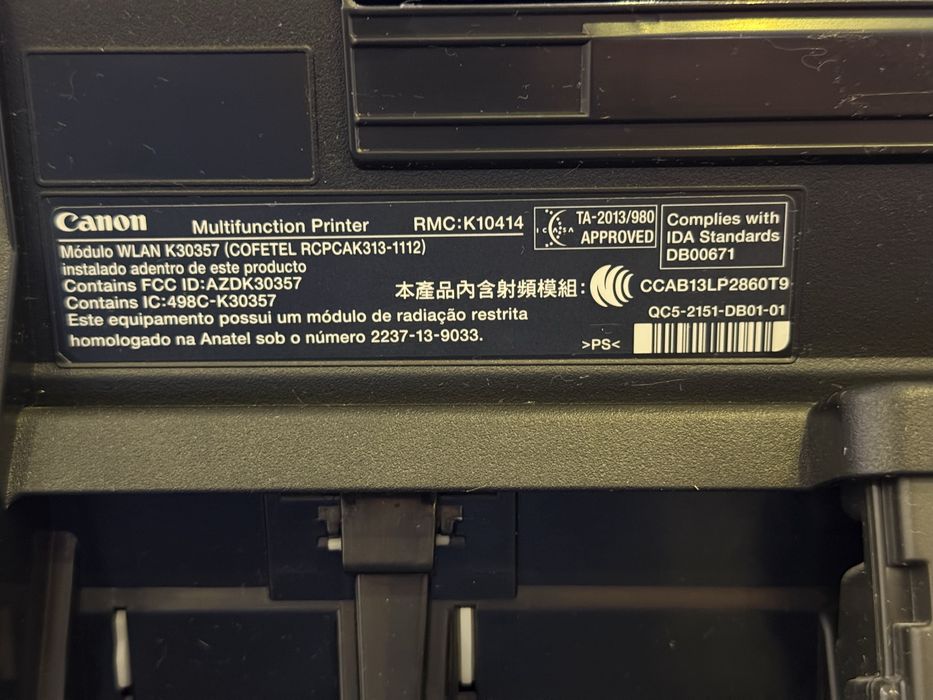 Canon Multifunction Printer RMC:K10414
ICASA TA-2013/980
APPROVED
Complies with
IDA Standards
DB00671
Módulo WLAN K30357 (COFETEL RCPCAK313-1112)
instalado adentro de este producto
Contains FCC ID:AZDK30357
Contains IC:498C-K30357
本產品內含射頻模組: CCAB13LP2860T9
Este equipamento possui um módulo de radiação restrita
homologado na Anatel sob o número 2237-13-9033.
QC5-2151-DB01-01
>PS<